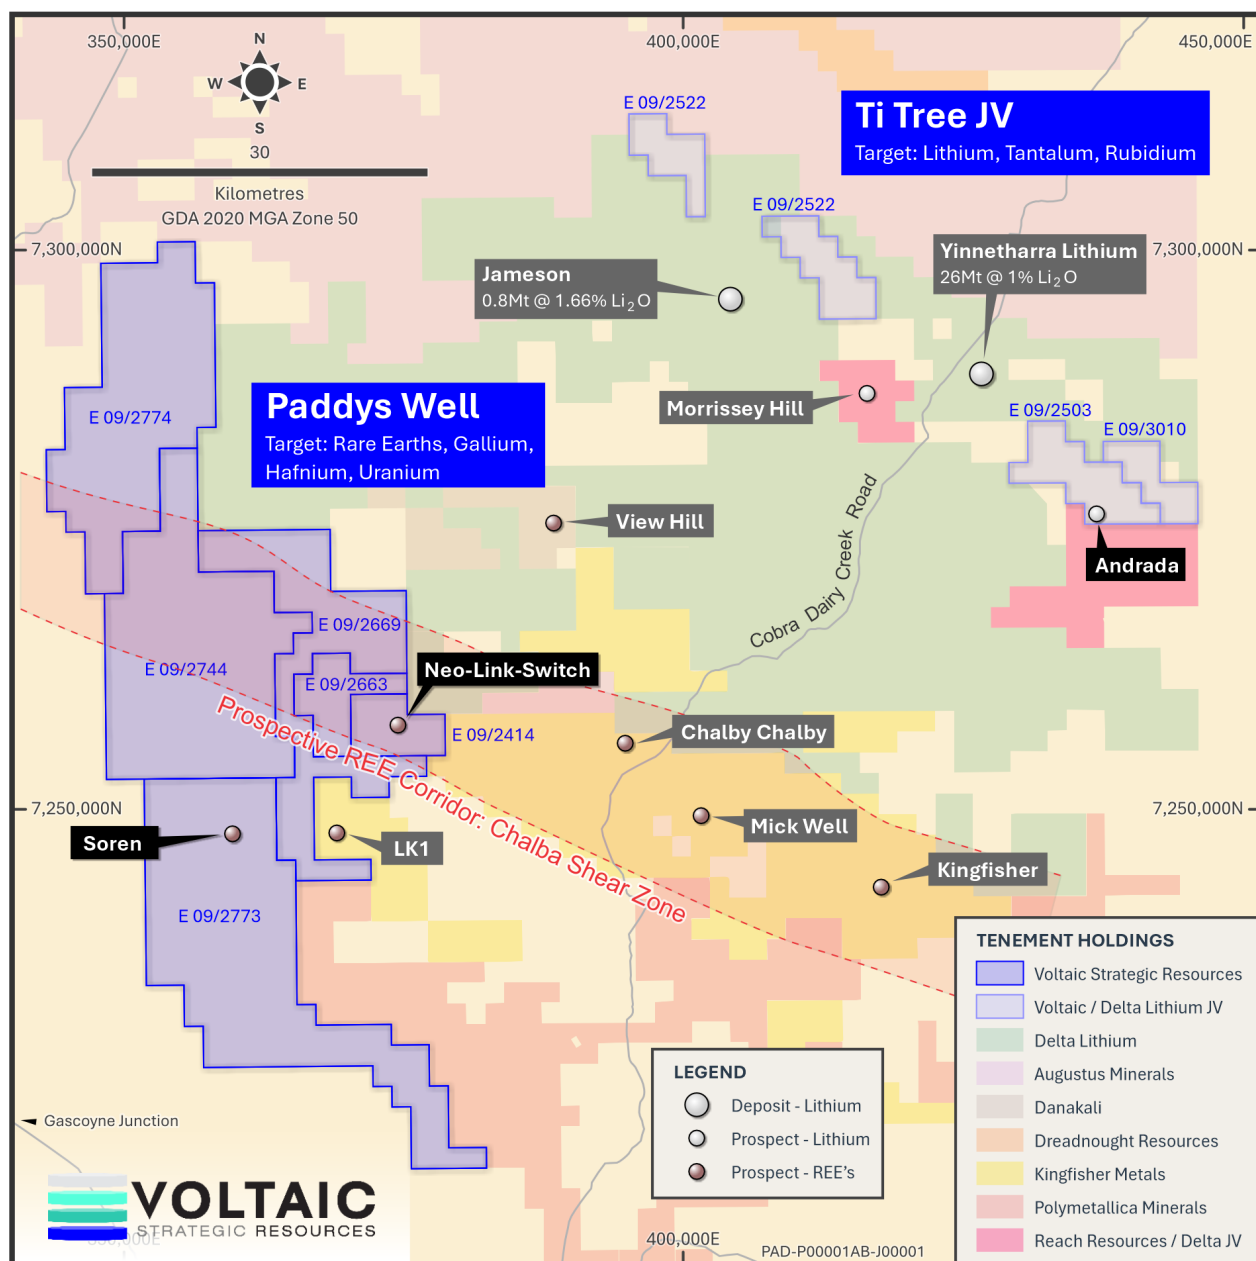 350,000E
400,000E
450,000E
N
W
E
S
30
Kilometres
GDA 2020 MGA Zone 50
E 09/2522
Ti Tree JV
Target: Lithium, Tantalum, Rubidium
E 09/2522
7,300,000N
7,300,000N
Yinnetharra Lithium
26Mt @ 1% Li₂O
Jameson
0.8Mt @ 1.66% Li₂O
Paddys Well
Target: Rare Earths, Gallium,
Hafnium, Uranium
Morrissey Hill
E 09/2774
E 09/2503
E 09/3010
View Hill
Cobra Dairy Creek Road
Andrada
E 09/2669
E 09/2744
E 09/2663
Neo-Link-Switch
E 09/2414
Chalby Chalby
Prospective REE Corridor: Chalba Shear Zone
7,250,000N
7,250,000N
Mick Well
Soren
LK1
Kingfisher
E 09/2773
TENEMENT HOLDINGS
Voltaic Strategic Resources
Voltaic / Delta Lithium JV
Delta Lithium
Augustus Minerals
Danakali
Dreadnought Resources
Kingfisher Metals
Polymetallica Minerals
Reach Resources / Delta JV
LEGEND
Deposit - Lithium
Prospect - Lithium
Prospect - REE's
Gascoyne Junction
VOLTAIC
STRATEGIC RESOURCES
350,000E
400,000E
PAD-P00001AB-J00001